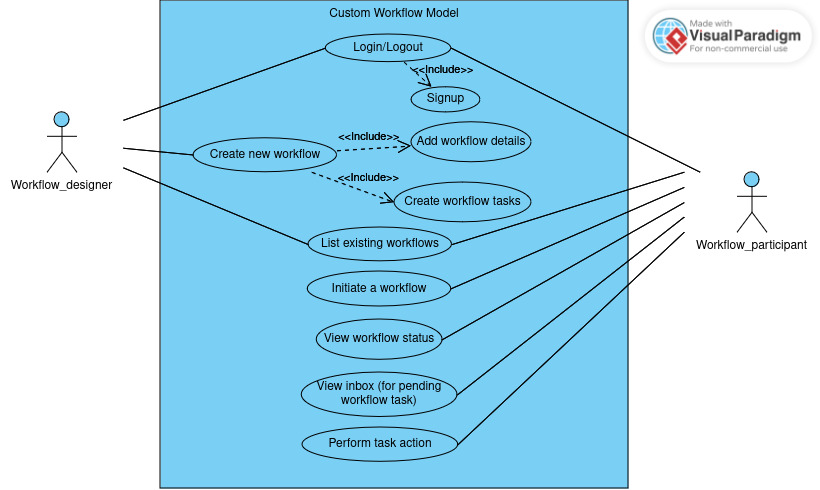 Custom Workflow Model
Made with
VisualParadigm
For non-commercial use
Login/Logout
<<Include>>
Signup
Workflow_designer
Create new workflow
<<Include>>
Add workflow details
<<Include>>
Create workflow tasks
Workflow_participant
List existing workflows
Initiate a workflow
View workflow status
View inbox (for pending
workflow task)
Perform task action